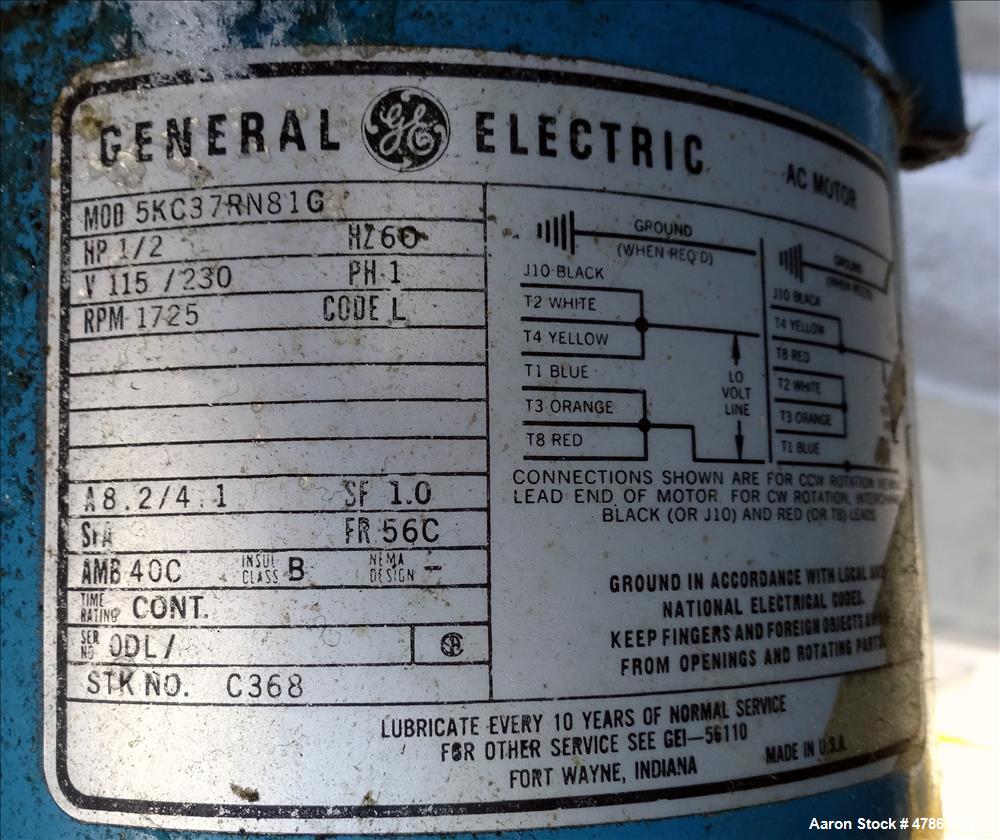 GENERAL GE ELECTRIC
AC MOTOR
MOD 5KC37RN81G
HP 1/2 HZ 60
V 115/230 PH 1
RPM 1725 CODE L
A 8.2/4.1 SF 1.0
SFA FR 56C
AMB 40C INSUL CLASS B NEMA DESIGN -
TIME RATING CONT.
SER NO ODL/
STK NO. C368
GROUND
(WHEN REQ'D)
J10 BLACK
T2 WHITE
T4 YELLOW
T1 BLUE
T3 ORANGE
T8 RED
LO
VOLT
LINE
GROUND
(WHEN REQ'D)
J10 BLACK
T4 YELLOW
T8 RED
T2 WHITE
T3 ORANGE
T1 BLUE
CONNECTIONS SHOWN ARE FOR CCW ROTATION
LEAD END OF MOTOR. FOR CW ROTATION,
BLACK (OR J10) AND RED (OR T8) LEADS
GROUND IN ACCORDANCE WITH LOCAL AND
NATIONAL ELECTRICAL CODES.
KEEP FINGERS AND FOREIGN OBJECTS
FROM OPENINGS AND ROTATING PARTS
LUBRICATE EVERY 10 YEARS OF NORMAL SERVICE
FOR OTHER SERVICE SEE GEI-56110
FORT WAYNE, INDIANA MADE IN U.S.A.
Aaron Stock #